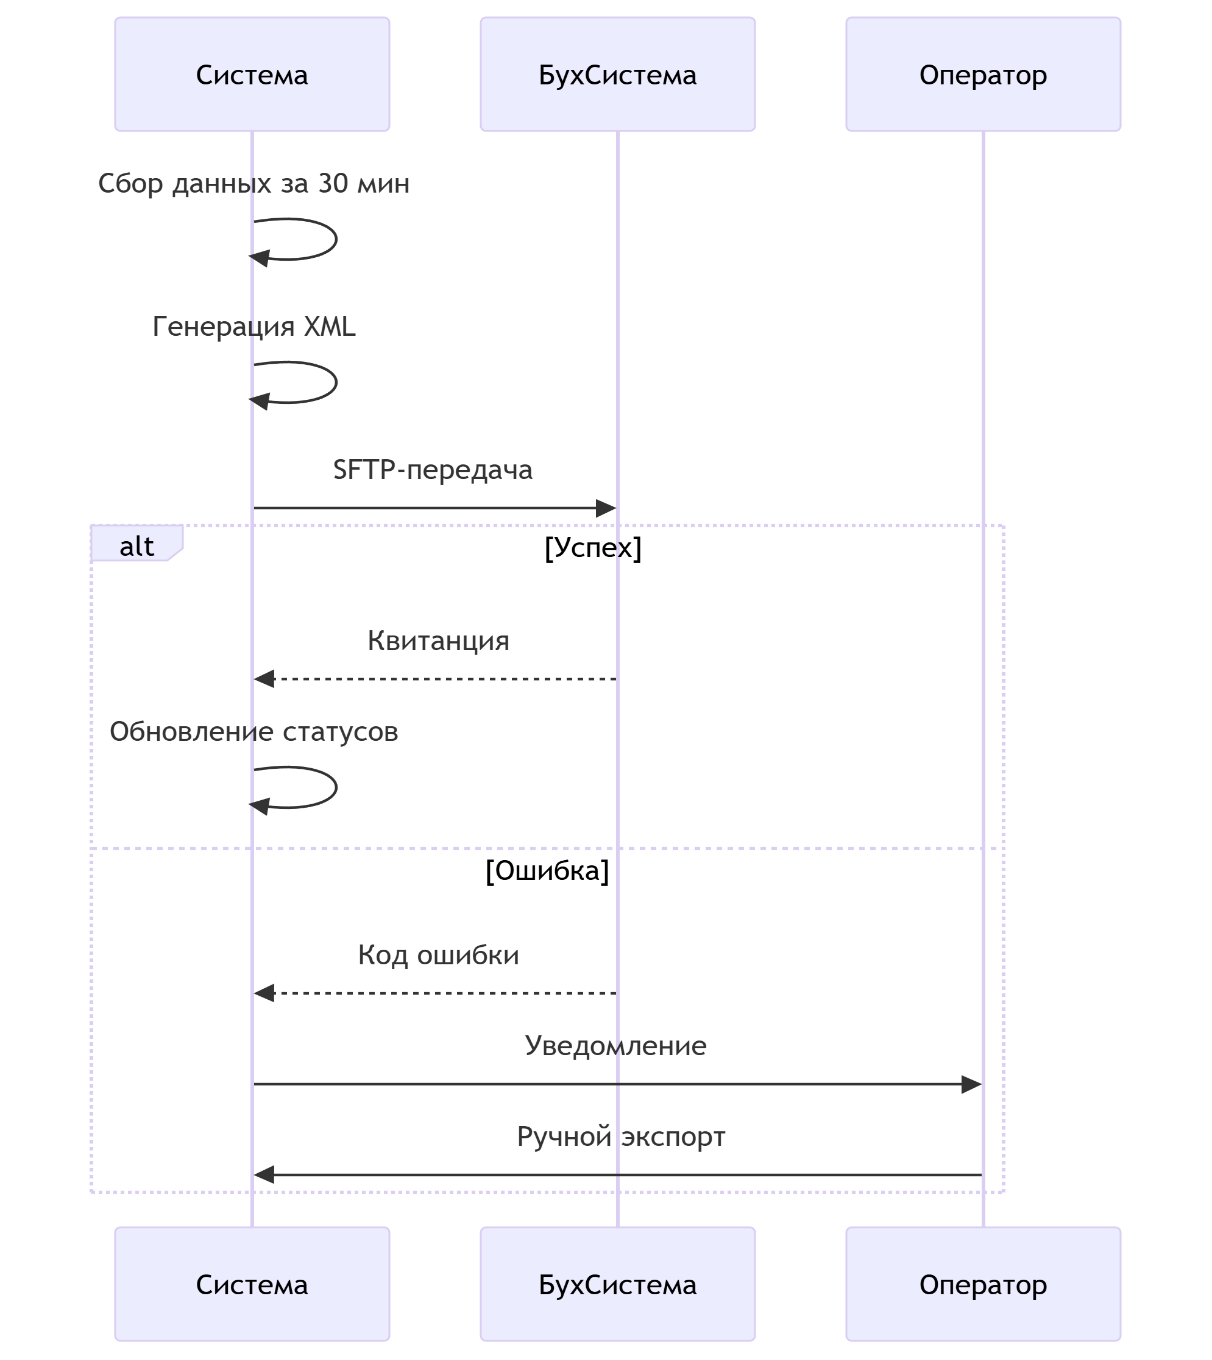 Система
БухСистема
Оператор
Сбор данных за 30 мин
Генерация XML
SFTP-передача
alt
[Успех]
Квитанция
Обновление статусов
[Ошибка]
Код ошибки
Уведомление
Ручной экспорт
Система
БухСистема
Оператор